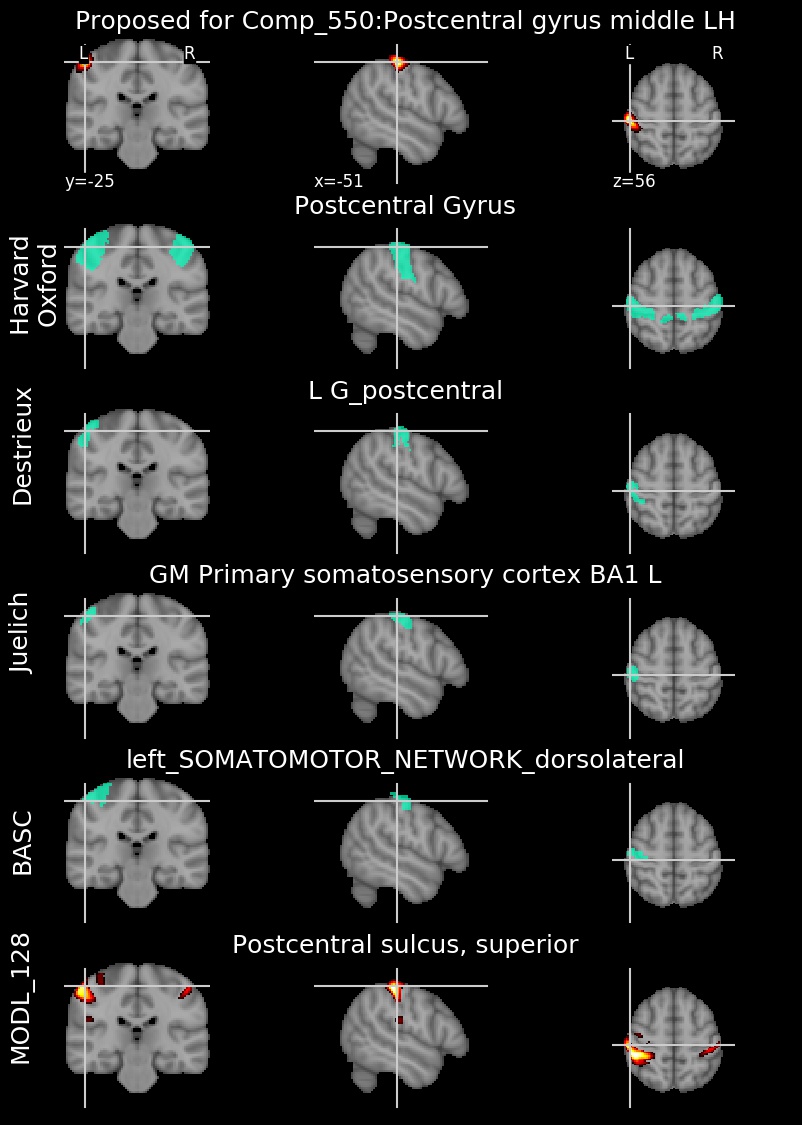 Proposed for Comp_550:Postcentral gyrus middle LH
L R L R
y=-25 x=-51 z=56
Postcentral Gyrus
Harvard
Oxford
L G_postcentral
Destrieux
GM Primary somatosensory cortex BA1 L
Juelich
left_SOMATOMOTOR_NETWORK_dorsolateral
BASC
Postcentral sulcus, superior
MODL_128